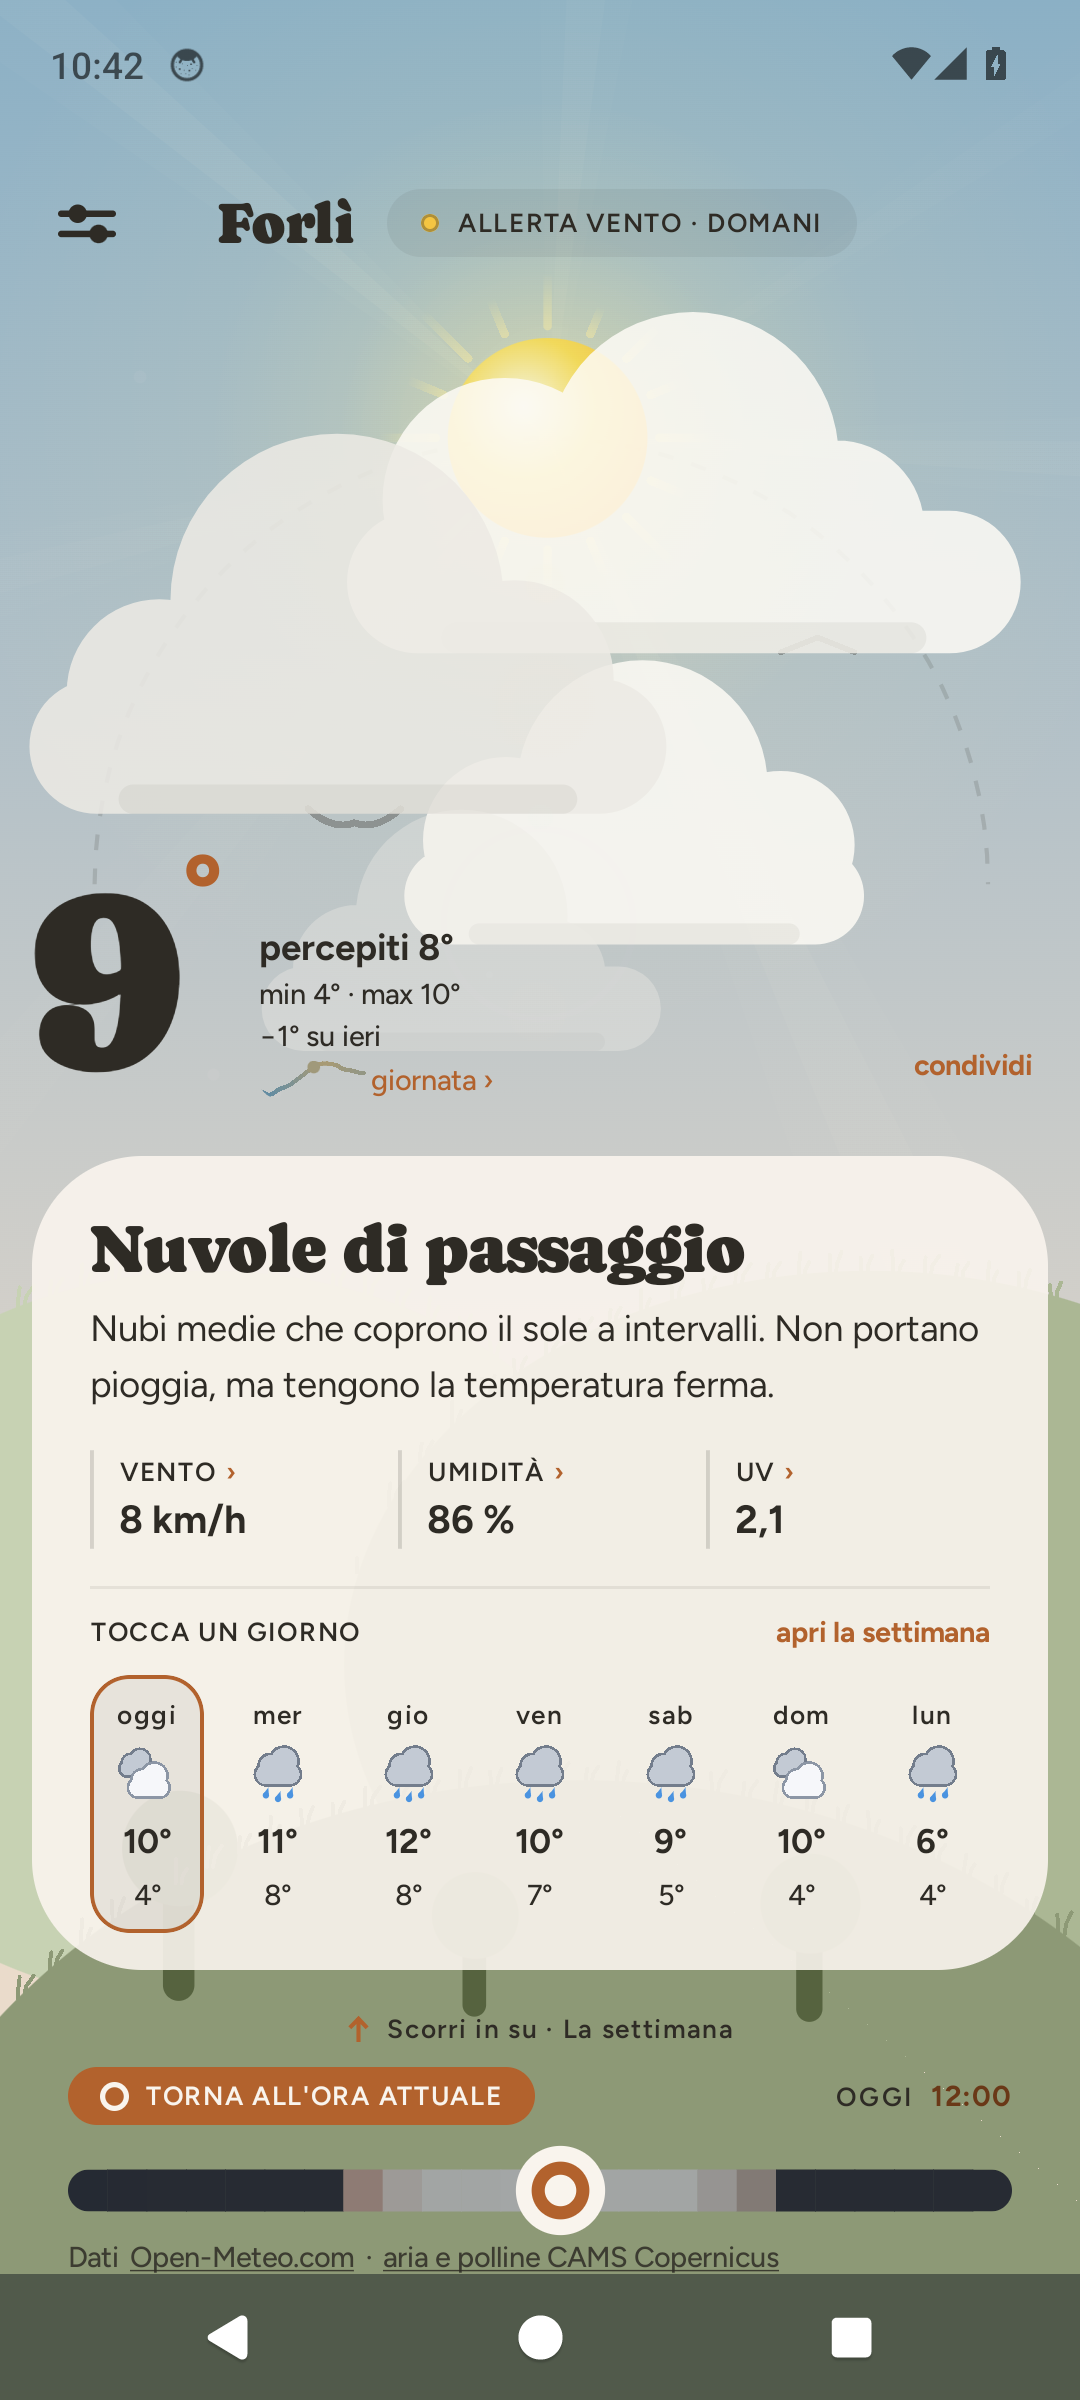 10:42
Forlì
ALLERTA VENTO · DOMANI
9°
percepiti 8°
min 4° · max 10°
−1° su ieri
giornata ›
condividi
Nuvole di passaggio
Nubi medie che coprono il sole a intervalli. Non portano
pioggia, ma tengono la temperatura ferma.
VENTO › UMIDITÀ › UV ›
8 km/h 86 % 2,1
TOCCA UN GIORNO apri la settimana
oggi mer gio ven sab dom lun
10° 11° 12° 10° 9° 10° 6°
4° 8° 8° 7° 5° 4° 4°
↑ Scorri in su · La settimana
TORNA ALL'ORA ATTUALE OGGI 12:00
Dati Open-Meteo.com · aria e polline CAMS Copernicus